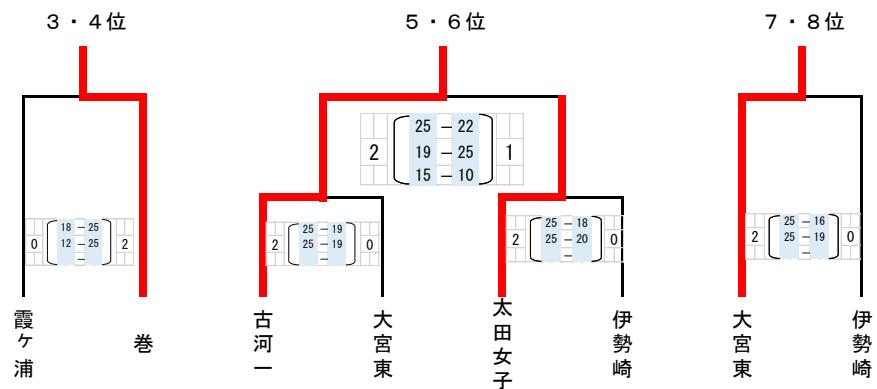 3・4位
5・6位
7・8位
25 ― 22
2
19 ― 25
1
15 ― 10
18 ― 25
0
12 ― 25
2
―
25 ― 19
2
25 ― 19
0
―
25 ― 18
2
25 ― 20
0
―
25 ― 16
2
25 ― 19
0
―
霞ヶ浦
巻
古河一
大宮東
太田女子
伊勢崎
大宮東
伊勢崎